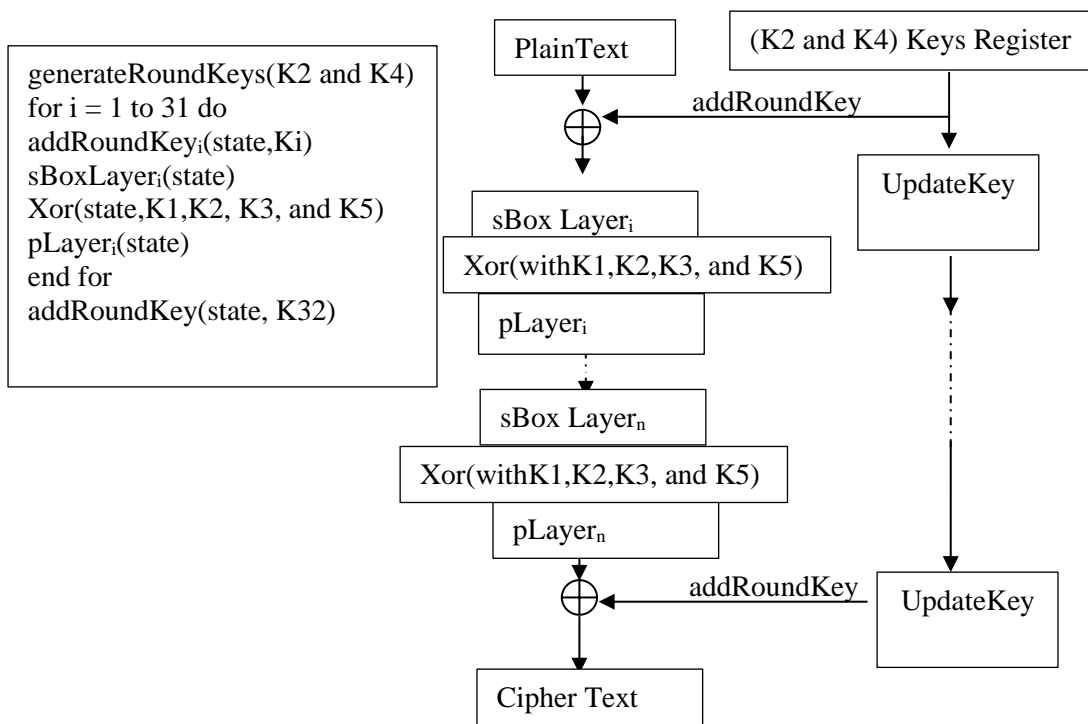 generateRoundKeys(K2 and K4)
for i = 1 to 31 do
addRoundKeyᵢ(state,Ki)
sBoxLayerᵢ(state)
Xor(state,K1,K2, K3, and K5)
pLayerᵢ(state)
end for
addRoundKey(state, K32)
PlainText
(K2 and K4) Keys Register
addRoundKey
UpdateKey
sBox Layerᵢ
Xor(withK1,K2,K3, and K5)
pLayerᵢ
sBox Layerₙ
Xor(withK1,K2,K3, and K5)
pLayerₙ
addRoundKey
UpdateKey
Cipher Text